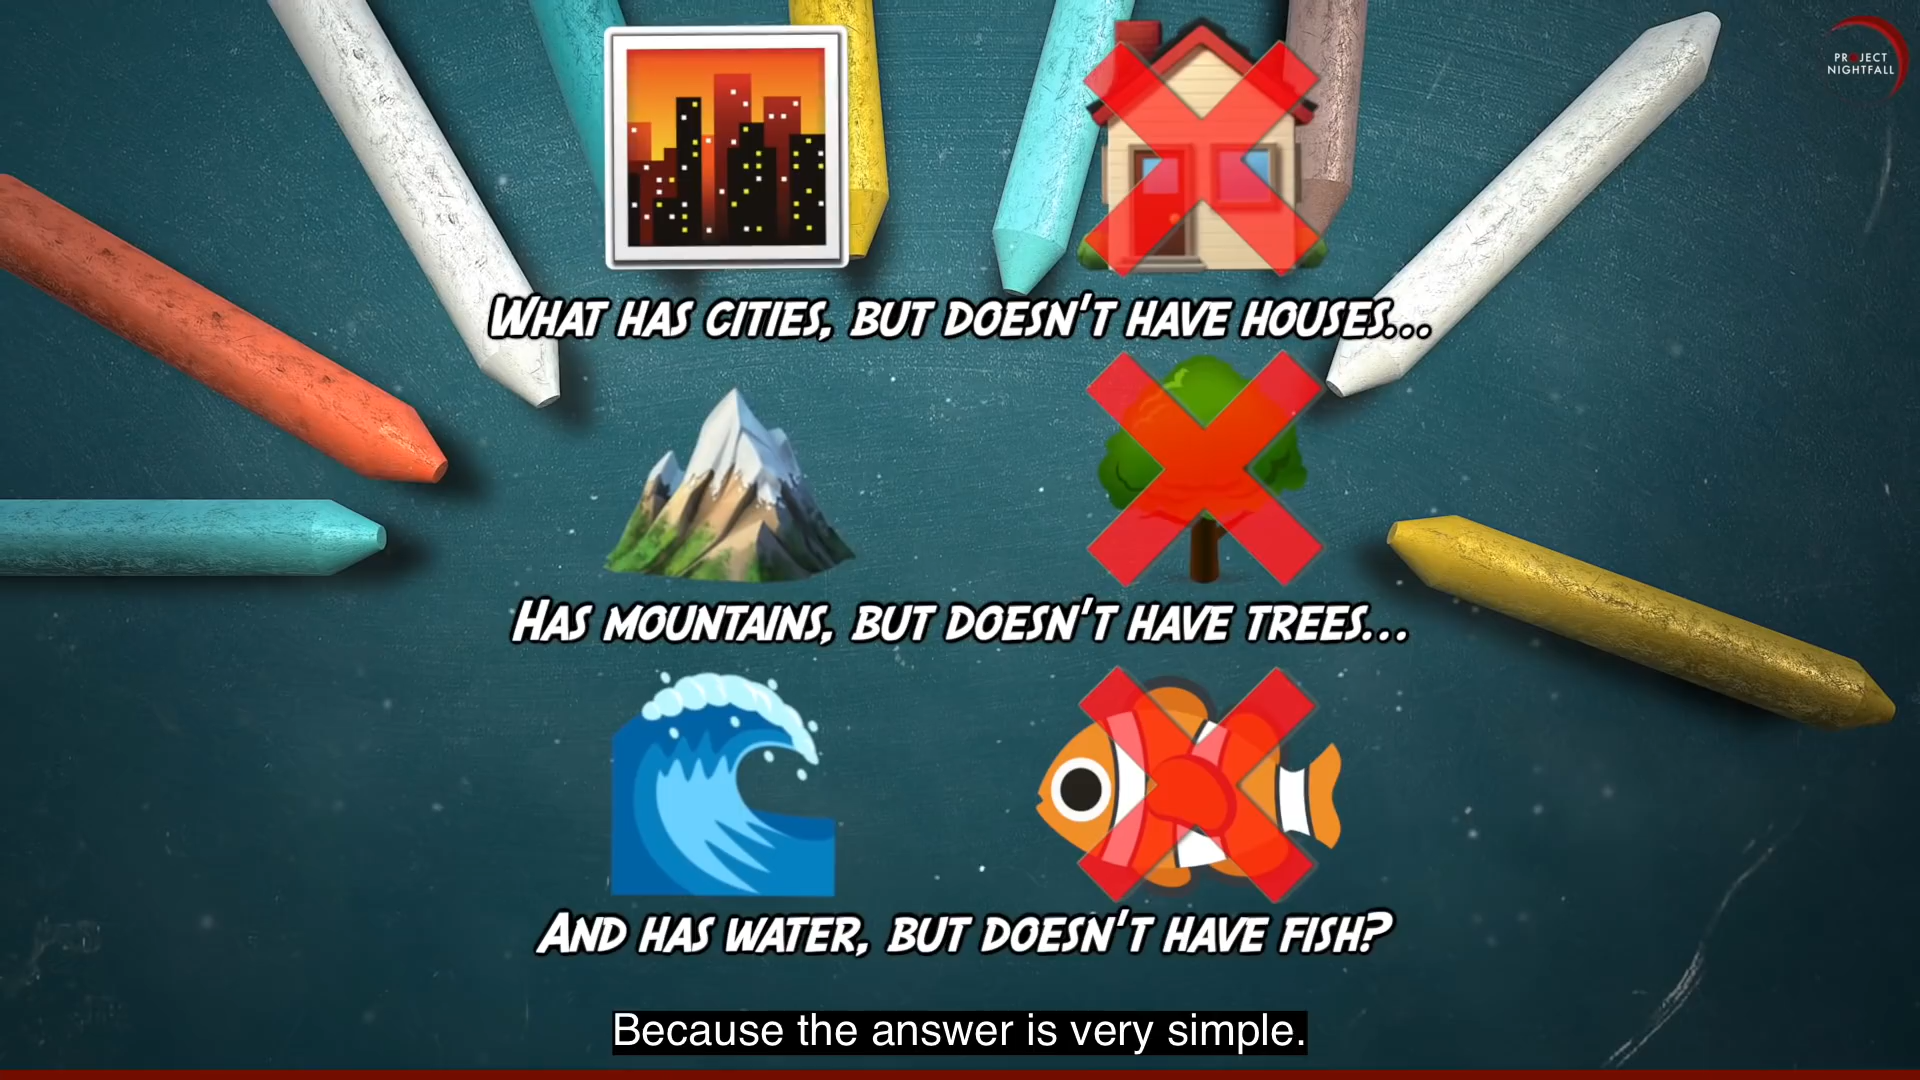 PROJECT
NIGHTFALL
WHAT HAS CITIES, BUT DOESN'T HAVE HOUSES...
HAS MOUNTAINS, BUT DOESN'T HAVE TREES...
AND HAS WATER, BUT DOESN'T HAVE FISH?
Because the answer is very simple.